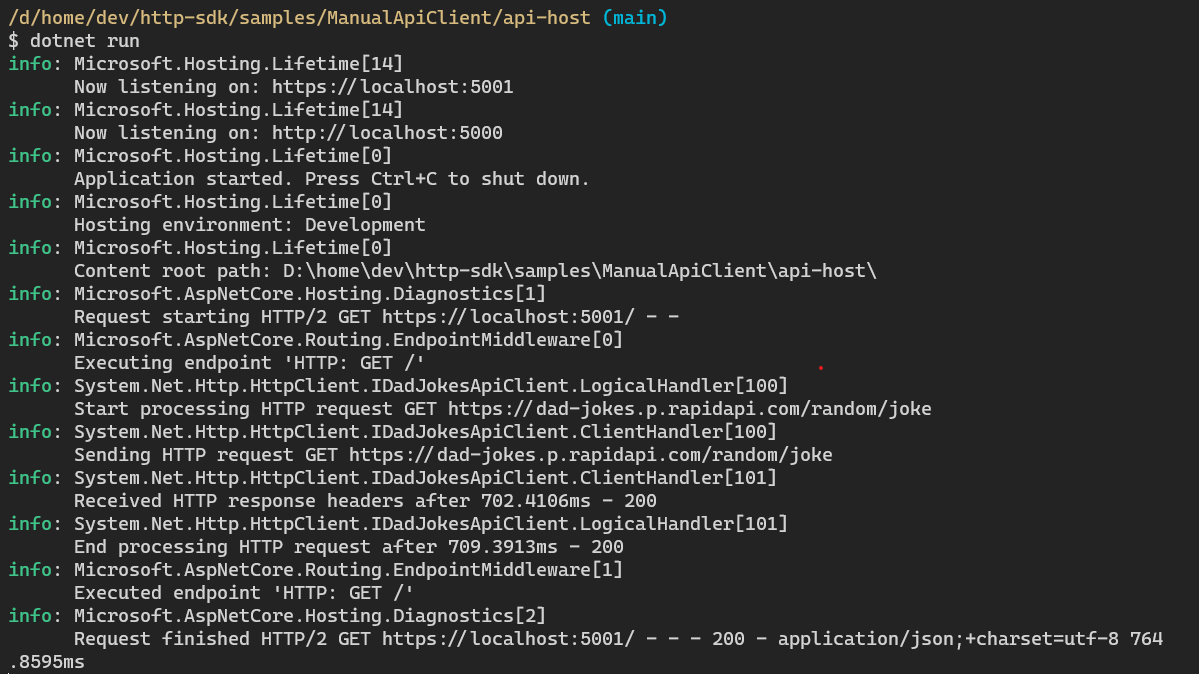 /d/home/dev/http-sdk/samples/ManualApiClient/api-host (main)
$ dotnet run
info: Microsoft.Hosting.Lifetime[14]
      Now listening on: https://localhost:5001
info: Microsoft.Hosting.Lifetime[14]
      Now listening on: http://localhost:5000
info: Microsoft.Hosting.Lifetime[0]
      Application started. Press Ctrl+C to shut down.
info: Microsoft.Hosting.Lifetime[0]
      Hosting environment: Development
info: Microsoft.Hosting.Lifetime[0]
      Content root path: D:\home\dev\http-sdk\samples\ManualApiClient\api-host\
info: Microsoft.AspNetCore.Hosting.Diagnostics[1]
      Request starting HTTP/2 GET https://localhost:5001/ - -
info: Microsoft.AspNetCore.Routing.EndpointMiddleware[0]
      Executing endpoint 'HTTP: GET /'
info: System.Net.Http.HttpClient.IDadJokesApiClient.LogicalHandler[100]
      Start processing HTTP request GET https://dad-jokes.p.rapidapi.com/random/joke
info: System.Net.Http.HttpClient.IDadJokesApiClient.ClientHandler[100]
      Sending HTTP request GET https://dad-jokes.p.rapidapi.com/random/joke
info: System.Net.Http.HttpClient.IDadJokesApiClient.ClientHandler[101]
      Received HTTP response headers after 702.4106ms - 200
info: System.Net.Http.HttpClient.IDadJokesApiClient.LogicalHandler[101]
      End processing HTTP request after 709.3913ms - 200
info: Microsoft.AspNetCore.Routing.EndpointMiddleware[1]
      Executed endpoint 'HTTP: GET /'
info: Microsoft.AspNetCore.Hosting.Diagnostics[2]
      Request finished HTTP/2 GET https://localhost:5001/ - - - 200 - application/json;+charset=utf-8 764
.8595ms